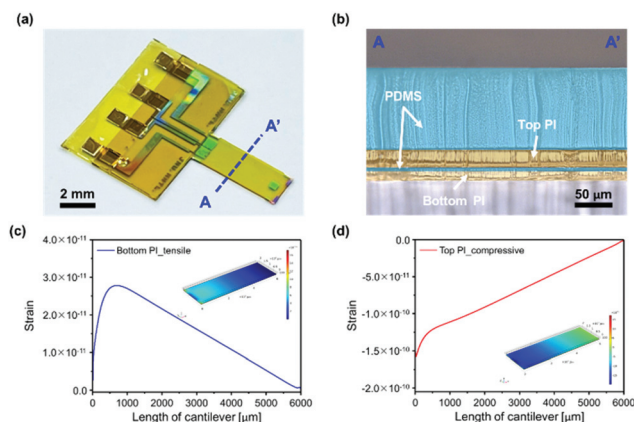 (a)
A'
A
2 mm
(b)
A
A'
PDMS
Top PI
Bottom PI
50 μm
(c)
4.0×10⁻¹¹
3.0×10⁻¹¹
2.0×10⁻¹¹
1.0×10⁻¹¹
0.0
Strain
Bottom PI_tensile
0 1000 2000 3000 4000 5000 6000
Length of cantilever [μm]
(d)
0.0
-5.0×10⁻¹¹
-1.0×10⁻¹⁰
-1.5×10⁻¹⁰
-2.0×10⁻¹⁰
Strain
Top PI_compressive
0 1000 2000 3000 4000 5000 6000
Length of cantilever [μm]